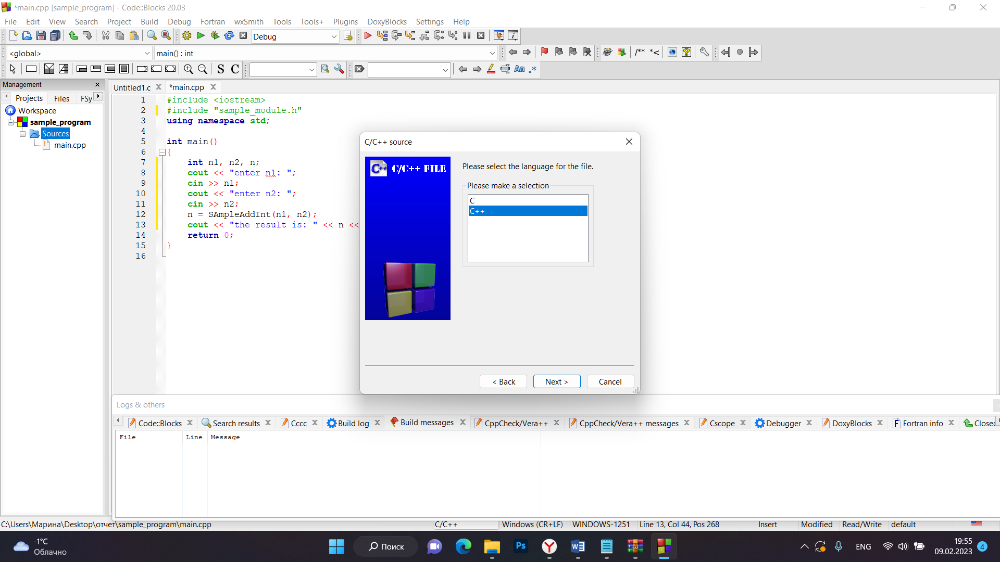 *main.cpp [sample_program] - Code::Blocks 20.03
File Edit View Search Project Build Debug Fortran wxSmith Tools Tools+ Plugins DoxyBlocks Settings Help
Debug
<global> main() : int /** *<
S C Aa .*
Management
Projects Files FSy
Workspace
sample_program
Sources
main.cpp
Untitled1.c *main.cpp
1 #include <iostream>
2 #include "sample_module.h"
3 using namespace std;
4
5 int main()
6 {
7 int n1, n2, n;
8 cout << "enter n1: ";
9 cin >> n1;
10 cout << "enter n2: ";
11 cin >> n2;
12 n = SAmpleAddInt(n1, n2);
13 cout << "the result is: " << n <<
14 return 0;
15 }
16
C/C++ source
C++ C/C++ FILE
Please select the language for the file.
Please make a selection
C
C++
< Back Next > Cancel
Logs & others
Code::Blocks Search results Cccc Build log Build messages CppCheck/Vera++ CppCheck/Vera++ messages Cscope Debugger DoxyBlocks Fortran info Closed
File Line Message
C:\Users\Марина\Desktop\отчет\sample_program\main.cpp C/C++ Windows (CR+LF) WINDOWS-1251 Line 13, Col 44, Pos 268 Insert Modified Read/Write default
-1°C
Облачно
Поиск
Ps
ENG
19:55
09.02.2023
4